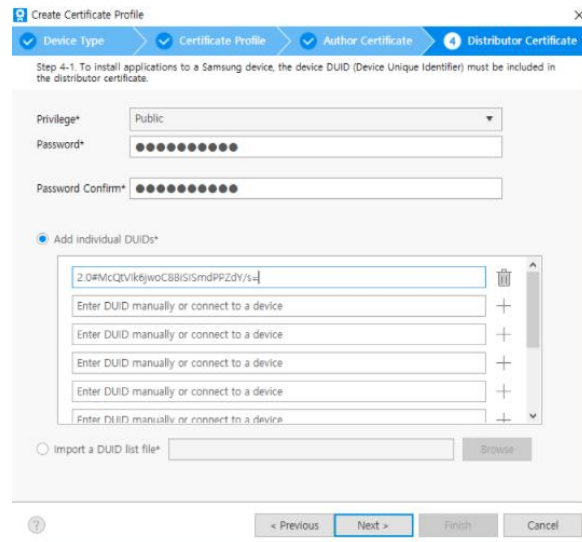 Create Certificate Profile
Device Type
Certificate Profile
Author Certificate
4 Distributor Certificate
Step 4-1. To install applications to a Samsung device, the device DUID (Device Unique Identifier) must be included in
the distributor certificate.
Privilege*
Public
Password*
Password Confirm*
Add individual DUIDs*
Enter DUID manually or connect to a device
Enter DUID manually or connect to a device
Enter DUID manually or connect to a device
Enter DUID manually or connect to a device
Enter DUID manually or connect to a device
Import a DUID list file*
Browse
?
< Previous
Next >
Finish
Cancel